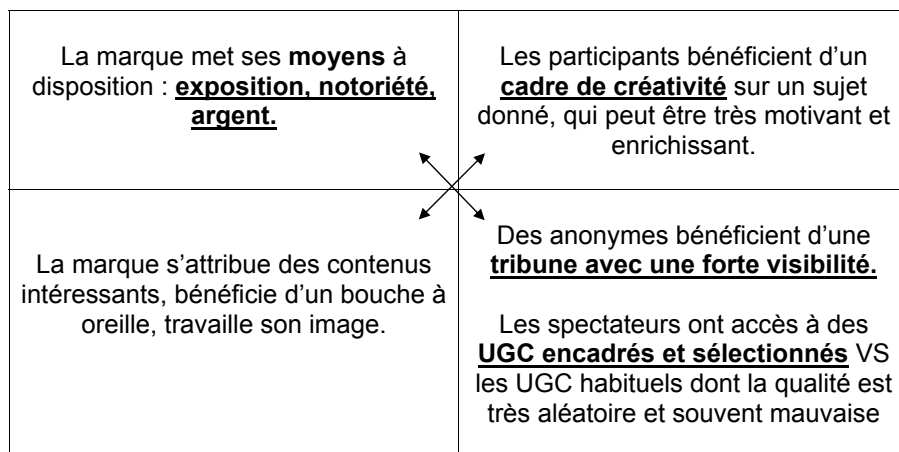 La marque met ses moyens à
disposition : exposition, notoriété,
argent.
Les participants bénéficient d’un
cadre de créativité sur un sujet
donné, qui peut être très motivant et
enrichissant.
La marque s’attribue des contenus
intéressants, bénéficie d’un bouche à
oreille, travaille son image.
Des anonymes bénéficient d’une
tribune avec une forte visibilité.
Les spectateurs ont accès à des
UGC encadrés et sélectionnés VS
les UGC habituels dont la qualité est
très aléatoire et souvent mauvaise